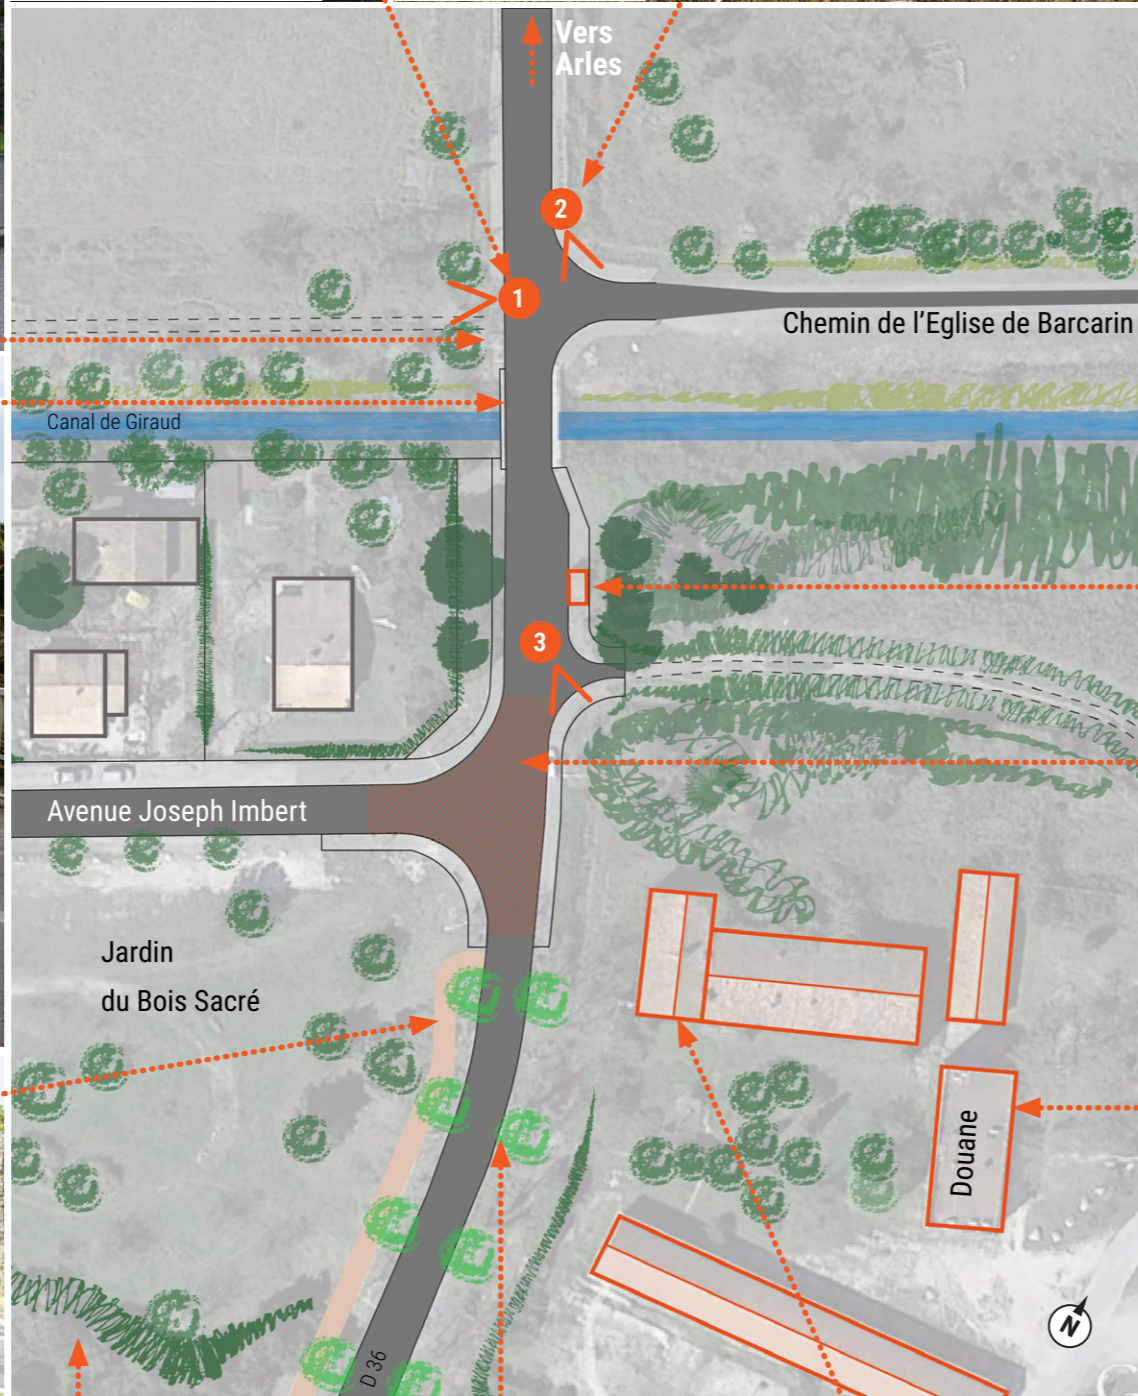 Vers
Arles
2
1
Chemin de l'Eglise de Barcarin
Canal de Giraud
3
Avenue Joseph Imbert
Jardin
du Bois Sacré
Douane
N
D 36